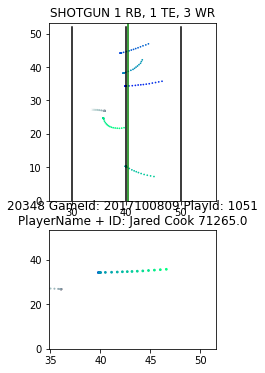 SHOTGUN 1 RB, 1 TE, 3 WR
50
40
30
20
10
0
30 40 50
20348 GameId: 2017100809 PlayId: 1051
PlayerName + ID: Jared Cook 71265.0
40
20
0
35 40 45 50